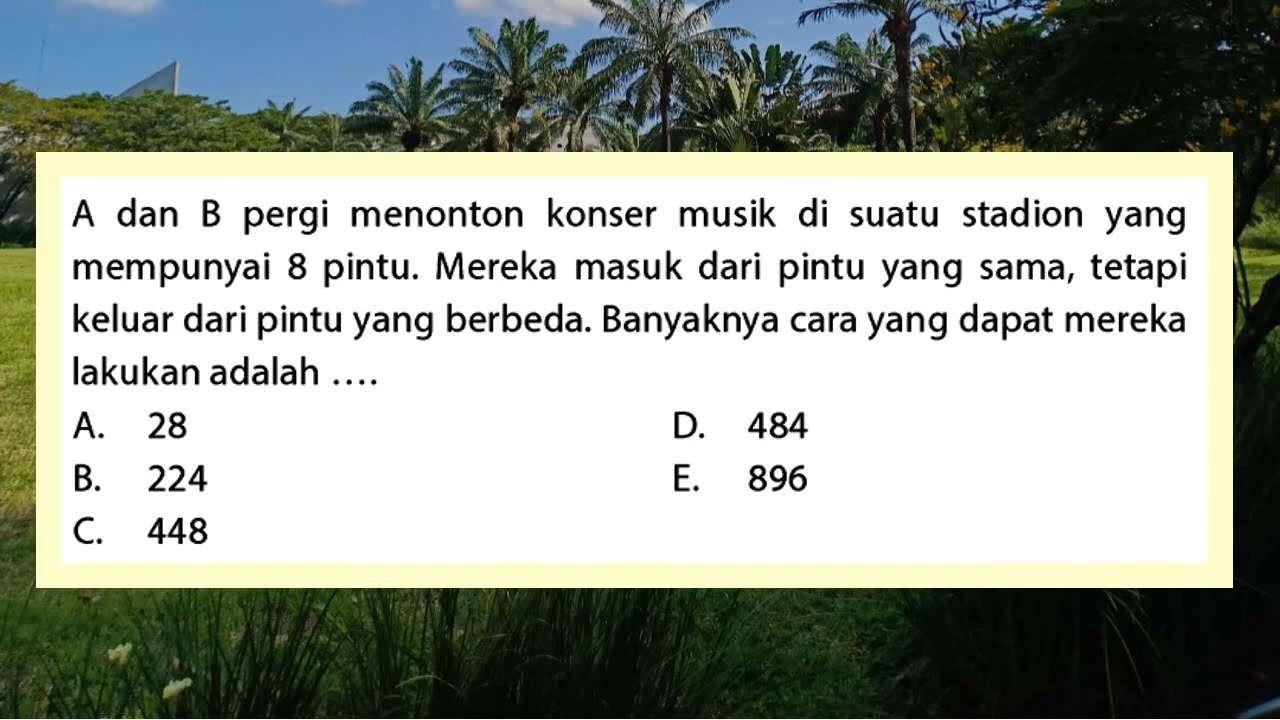 A dan B pergi menonton konser musik di suatu stadion yang
mempunyai 8 pintu. Mereka masuk dari pintu yang sama, tetapi
keluar dari pintu yang berbeda. Banyaknya cara yang dapat mereka
lakukan adalah ....
A. 28
B. 224
C. 448
D. 484
E. 896